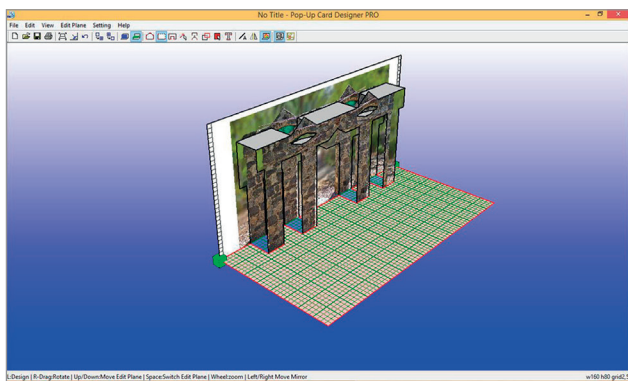 No Title - Pop-Up Card Designer PRO
File Edit View Edit Plane Setting Help
L:Design | R-Drag:Rotate | Up/Down:Move Edit Plane | Space:Switch Edit Plane | Wheel:zoom | Left/Right Move Mirror
w160 h80 grid2,5